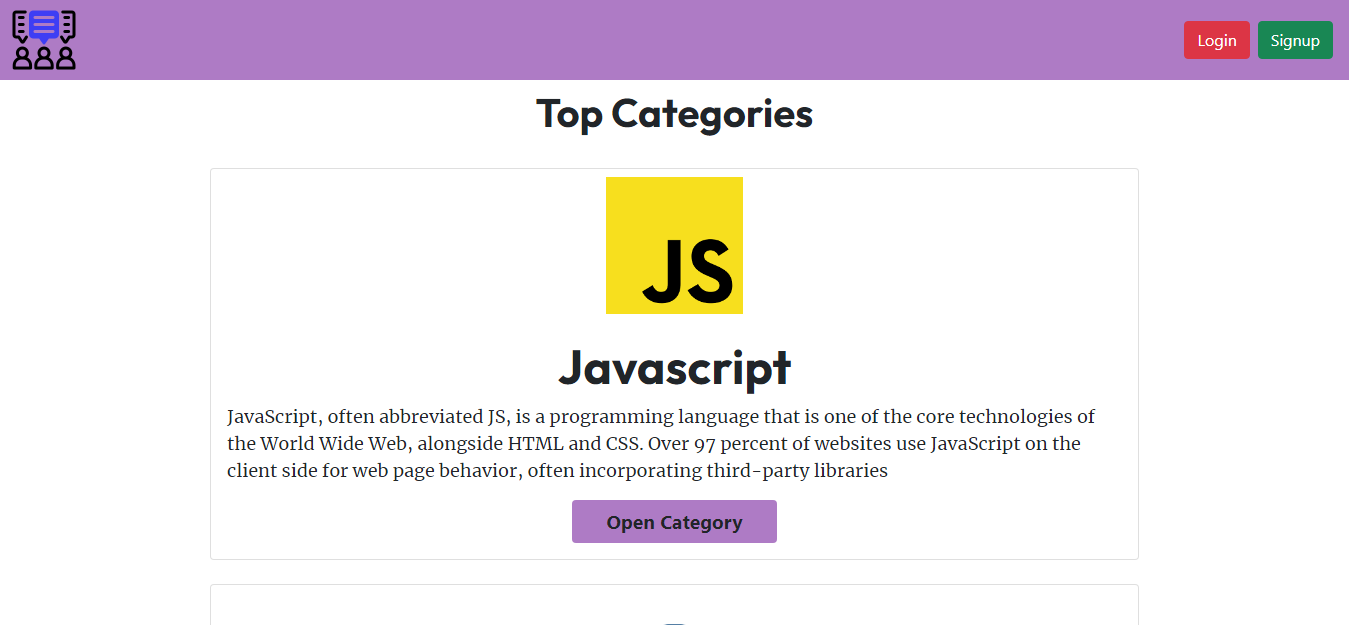 Login
Signup
Top Categories
JS
Javascript
JavaScript, often abbreviated JS, is a programming language that is one of the core technologies of
the World Wide Web, alongside HTML and CSS. Over 97 percent of websites use JavaScript on the
client side for web page behavior, often incorporating third-party libraries
Open Category